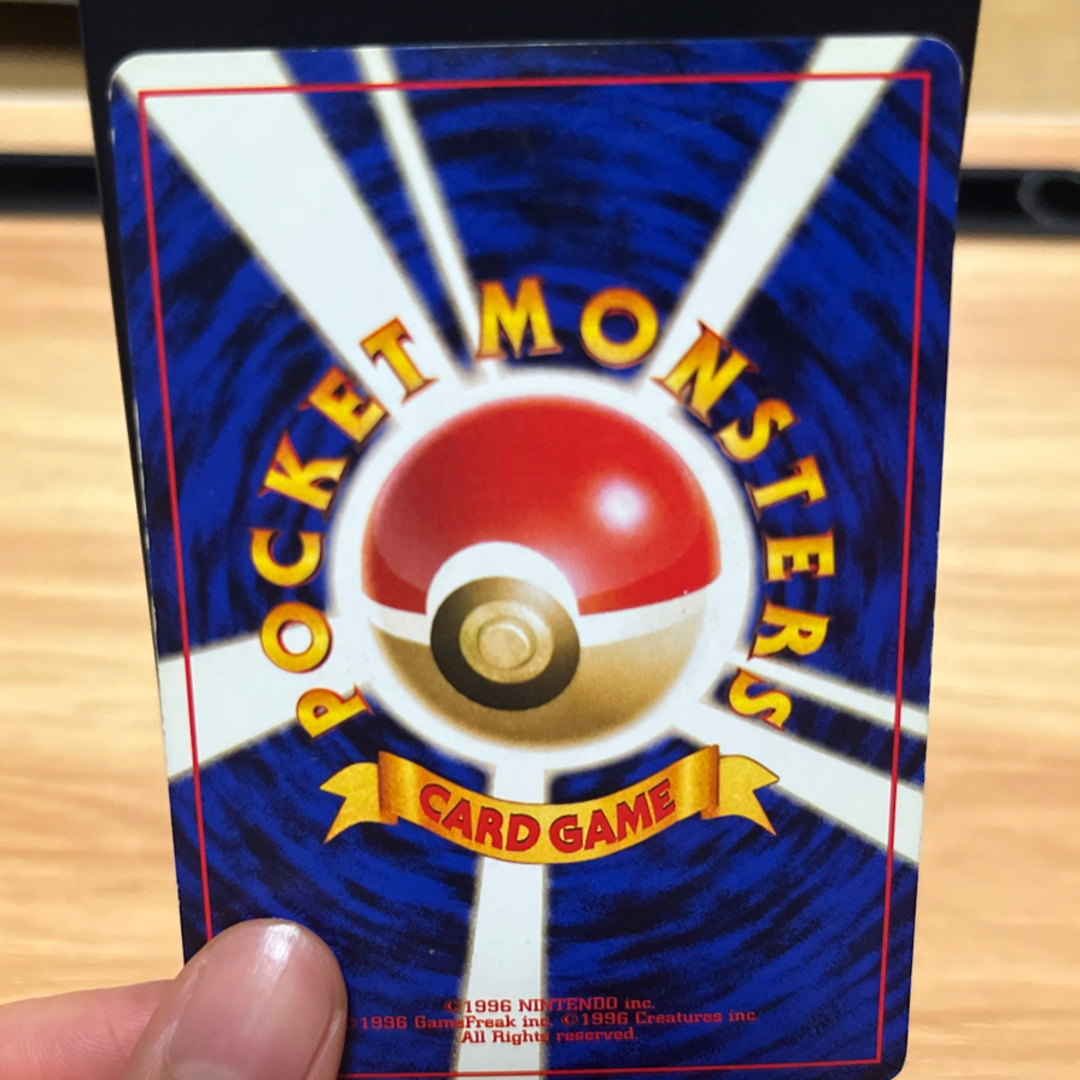 POCKET MONSTERS
CARD GAME
©1996 NINTENDO inc.
©1996 GameFreak inc. ©1996 Creatures inc.
All Rights reserved.